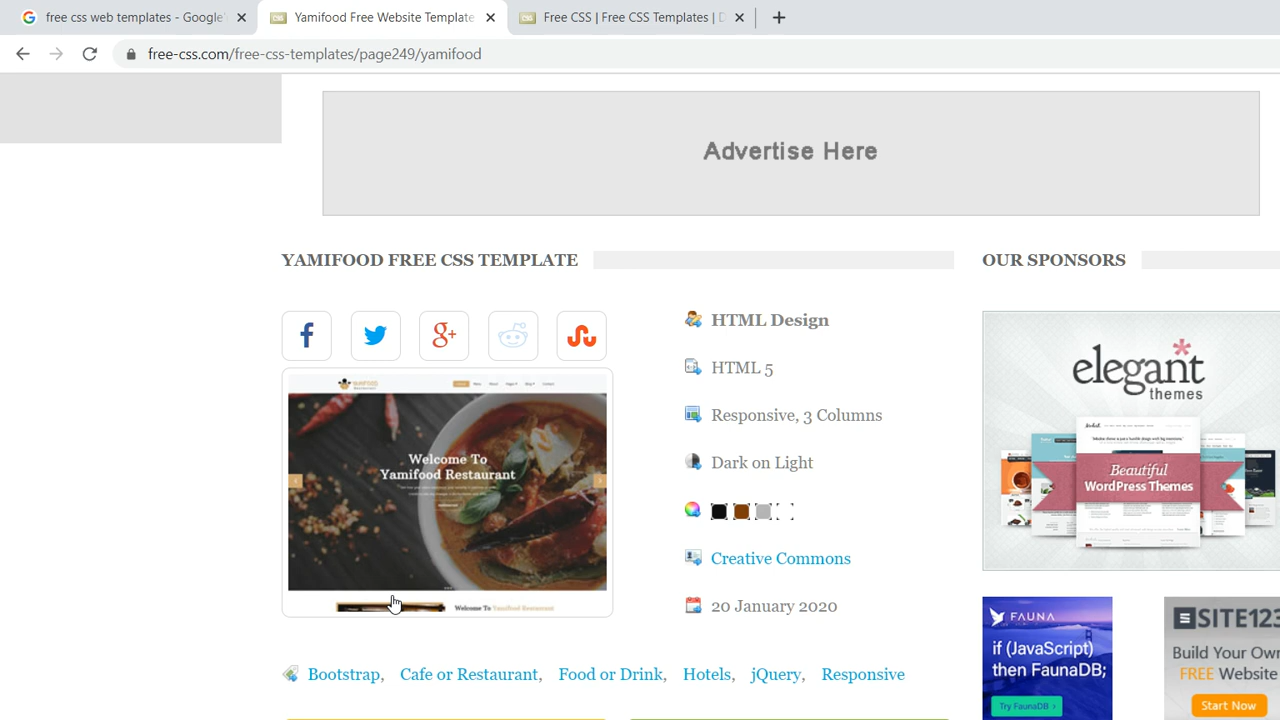 free css web templates - Google
Yamifood Free Website Template
Free CSS | Free CSS Templates |
free-css.com/free-css-templates/page249/yamifood
Advertise Here
YAMIFOOD FREE CSS TEMPLATE
OUR SPONSORS
HTML Design
HTML 5
Responsive, 3 Columns
Dark on Light
Creative Commons
20 January 2020
Welcome To
Yamifood Restaurant
Welcome To Yamifood Restaurant
elegant
themes
Beautiful
WordPress Themes
FAUNA
if (JavaScript)
then FaunaDB;
Try FaunaDB >
SITE123
Build Your Own
FREE Website
Start Now
Bootstrap, Cafe or Restaurant, Food or Drink, Hotels, jQuery, Responsive